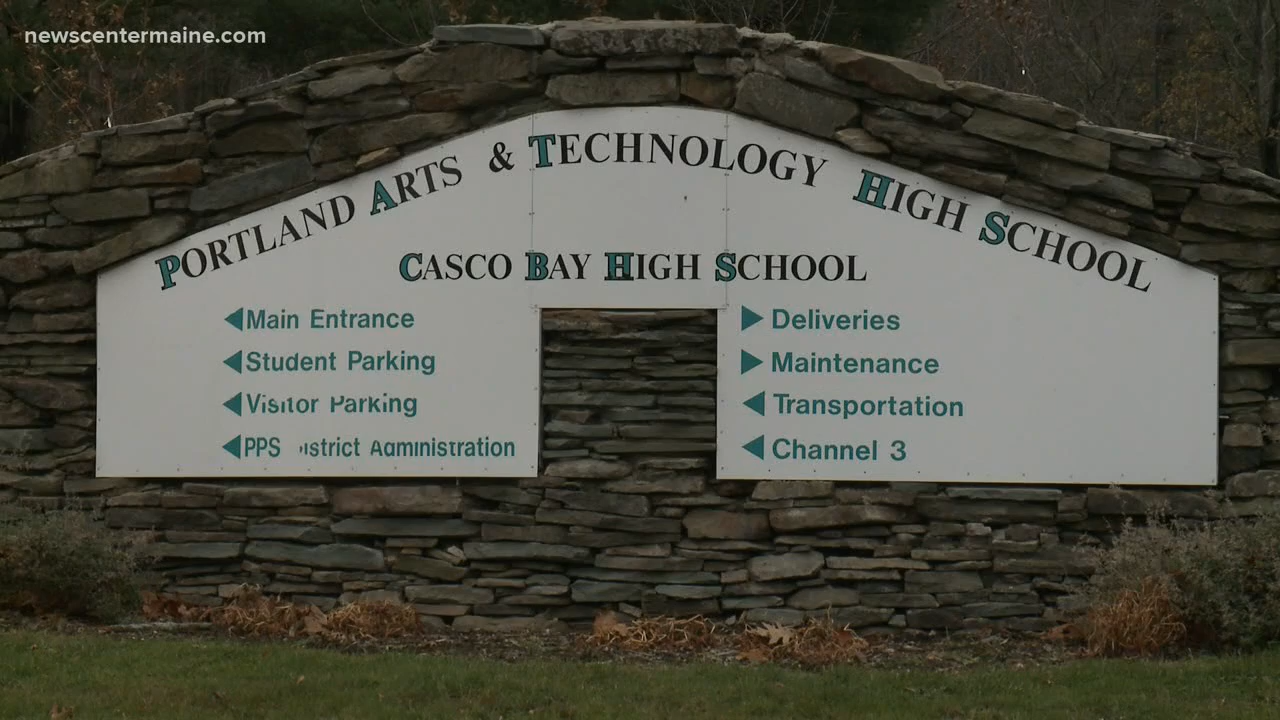 newscentermaine.com
PORTLAND ARTS & TECHNOLOGY HIGH SCHOOL
CASCO BAY HIGH SCHOOL
Main Entrance
Student Parking
Visitor Parking
PPS istrict Administration
Deliveries
Maintenance
Transportation
Channel 3